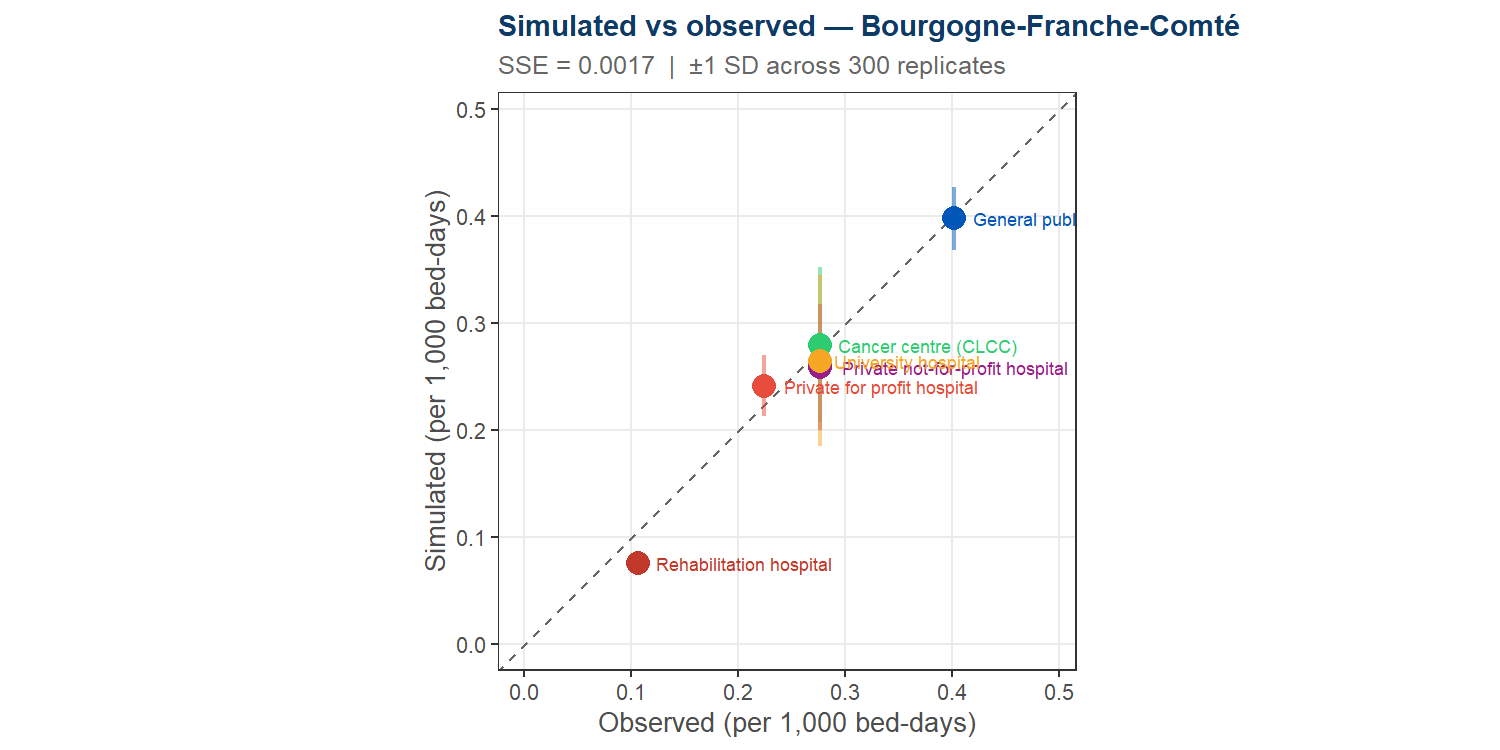 Simulated vs observed — Bourgogne-Franche-Comté
SSE = 0.0017 | ±1 SD across 300 replicates
Simulated (per 1,000 bed-days)
0.5
0.4
0.3
0.2
0.1
0.0
General publ
Cancer centre (CLCC)
University hospital
Private not-for-profit hospital
Private for profit hospital
Rehabilitation hospital
0.0 0.1 0.2 0.3 0.4 0.5
Observed (per 1,000 bed-days)